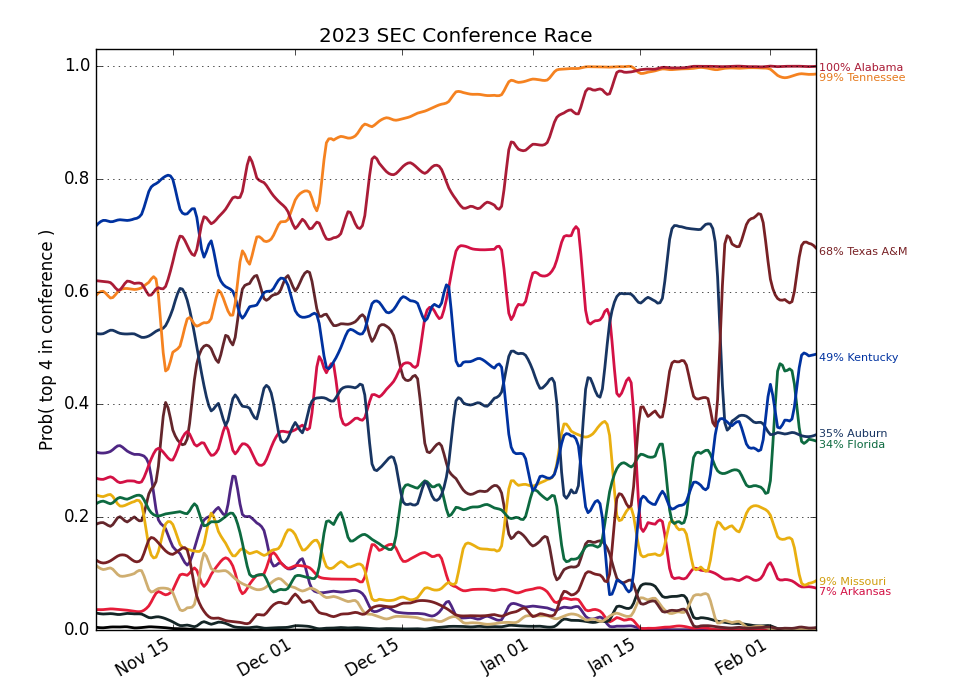 2023 SEC Conference Race
Prob( top 4 in conference )
1.0
0.8
0.6
0.4
0.2
0.0
Nov 15
Dec 01
Dec 15
Jan 01
Jan 15
Feb 01
100% Alabama
99% Tennessee
68% Texas A&M
49% Kentucky
35% Auburn
34% Florida
9% Missouri
7% Arkansas